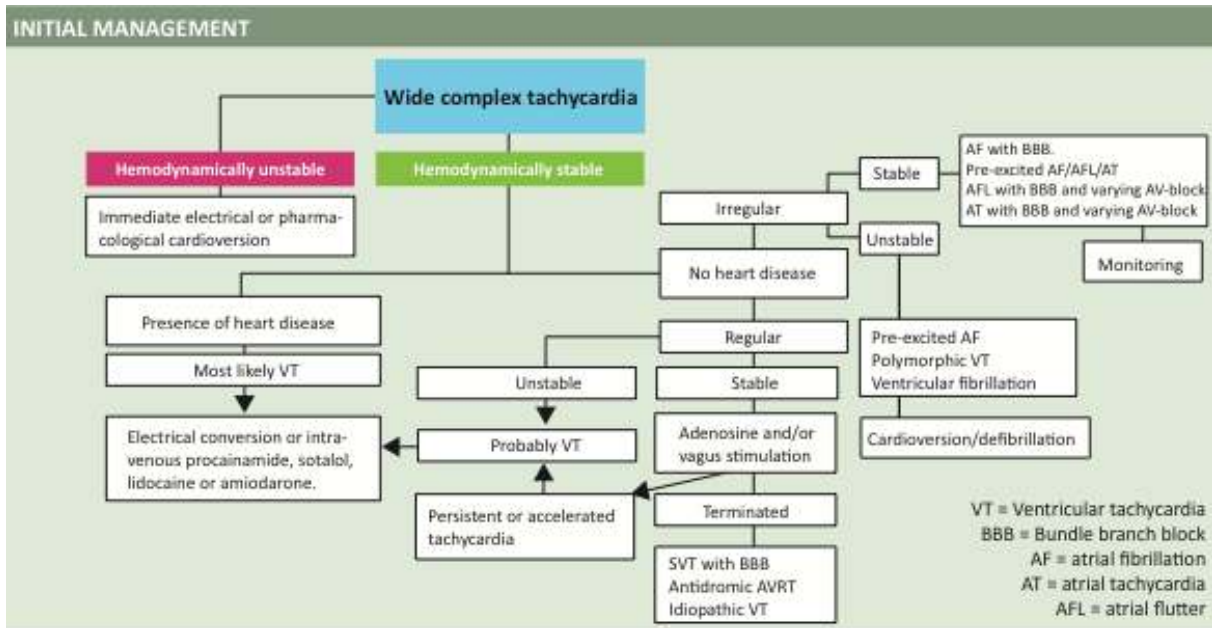 INITIAL MANAGEMENT
Wide complex tachycardia
Hemodynamically unstable
Immediate electrical or pharma-
cological cardioversion
Hemodynamically stable
Presence of heart disease
Most likely VT
Electrical conversion or intra-
venous procainamide, sotalol,
lidocaine or amiodarone.
No heart disease
Irregular
Stable
AF with BBB.
Pre-excited AF/AFL/AT
AFL with BBB and varying AV-block
AT with BBB and varying AV-block
Monitoring
Unstable
Pre-excited AF
Polymorphic VT
Ventricular fibrillation
Cardioversion/defibrillation
Regular
Unstable
Probably VT
Stable
Adenosine and/or
vagus stimulation
Persistent or accelerated
tachycardia
Terminated
SVT with BBB
Antidromic AVRT
Idiopathic VT
VT = Ventricular tachycardia
BBB = Bundle branch block
AF = atrial fibrillation
AT = atrial tachycardia
AFL = atrial flutter